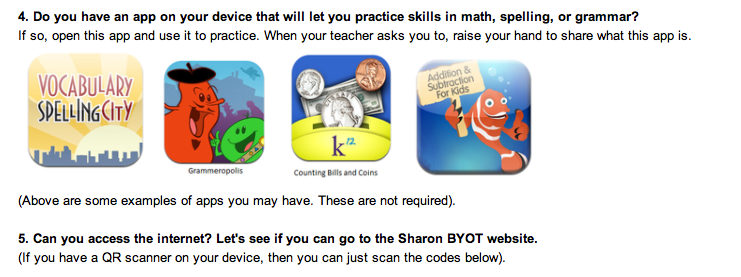 4. Do you have an app on your device that will let you practice skills in math, spelling, or grammar?
If so, open this app and use it to practice. When your teacher asks you to, raise your hand to share what this app is.
VOCABULARY
SPELLINGCITY
k12
Addition &
Subtraction
For Kids
Grammeropolis
Counting Bills and Coins
(Above are some examples of apps you may have. These are not required).
5. Can you access the internet? Let's see if you can go to the Sharon BYOT website.
(If you have a QR scanner on your device, then you can just scan the codes below).